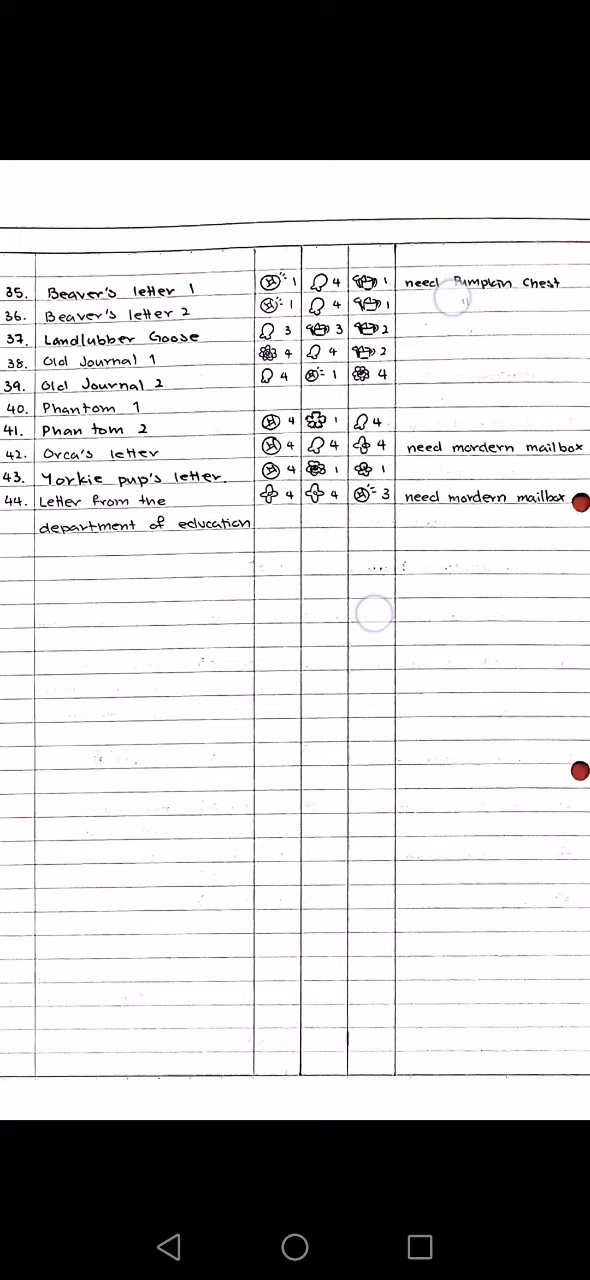 35. Beaver's letter 1 1 4 1 need Pumpkin Chest
36. Beaver's letter 2 1 4 1 "
37. Landlubber Goose 3 3 2
38. Old Journal 1 4 4 2
39. Old Journal 2 4 1 4
40. Phantom 1
41. Phantom 2 4 1 4
42. Orca's letter 4 4 4 need mordern mailbox
43. Yorkie pup's letter. 4 1 1
44. Letter from the 4 4 3 need mordern mailbox
department of education